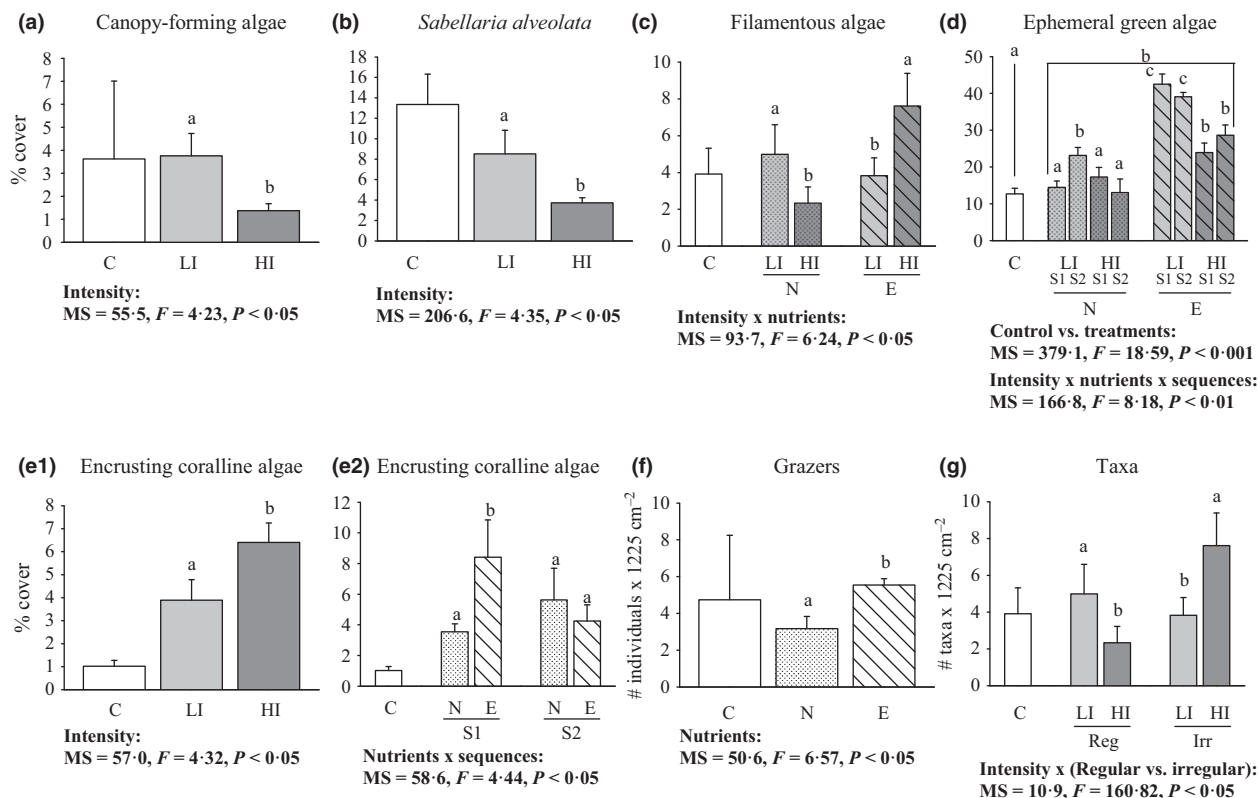 (a) Canopy-forming algae
% cover
8
7
6
5
4
3
2
1
0
a
b
C LI HI
Intensity:
MS = 55·5, F = 4·23, P < 0·05
(b) Sabellaria alveolata
18
16
14
12
10
8
6
4
2
0
a
b
C LI HI
Intensity:
MS = 206·6, F = 4·35, P < 0·05
(c) Filamentous algae
10
8
6
4
2
0
a
b
b
a
C LI HI LI HI
N E
Intensity x nutrients:
MS = 93·7, F = 6·24, P < 0·05
(d) Ephemeral green algae
50
40
30
20
10
0
a
b
a b a a
c c b b
C LI HI LI HI
S1 S2 S1 S2 S1 S2 S1 S2
N E
Control vs. treatments:
MS = 379·1, F = 18·59, P < 0·001
Intensity x nutrients x sequences:
MS = 166·8, F = 8·18, P < 0·01
(e1) Encrusting coralline algae
% cover
8
7
6
5
4
3
2
1
0
a
b
C LI HI
Intensity:
MS = 57·0, F = 4·32, P < 0·05
(e2) Encrusting coralline algae
12
10
8
6
4
2
0
a
b
a
a
C N E N E
S1 S2
Nutrients x sequences:
MS = 58·6, F = 4·44, P < 0·05
(f) Grazers
# individuals x 1225 cm−2
10
8
6
4
2
0
a
b
C N E
Nutrients:
MS = 50·6, F = 6·57, P < 0·05
(g) Taxa
# taxa x 1225 cm−2
10
8
6
4
2
0
a
b
b
a
C LI HI LI HI
Reg Irr
Intensity x (Regular vs. irregular):
MS = 10·9, F = 160·82, P < 0·05